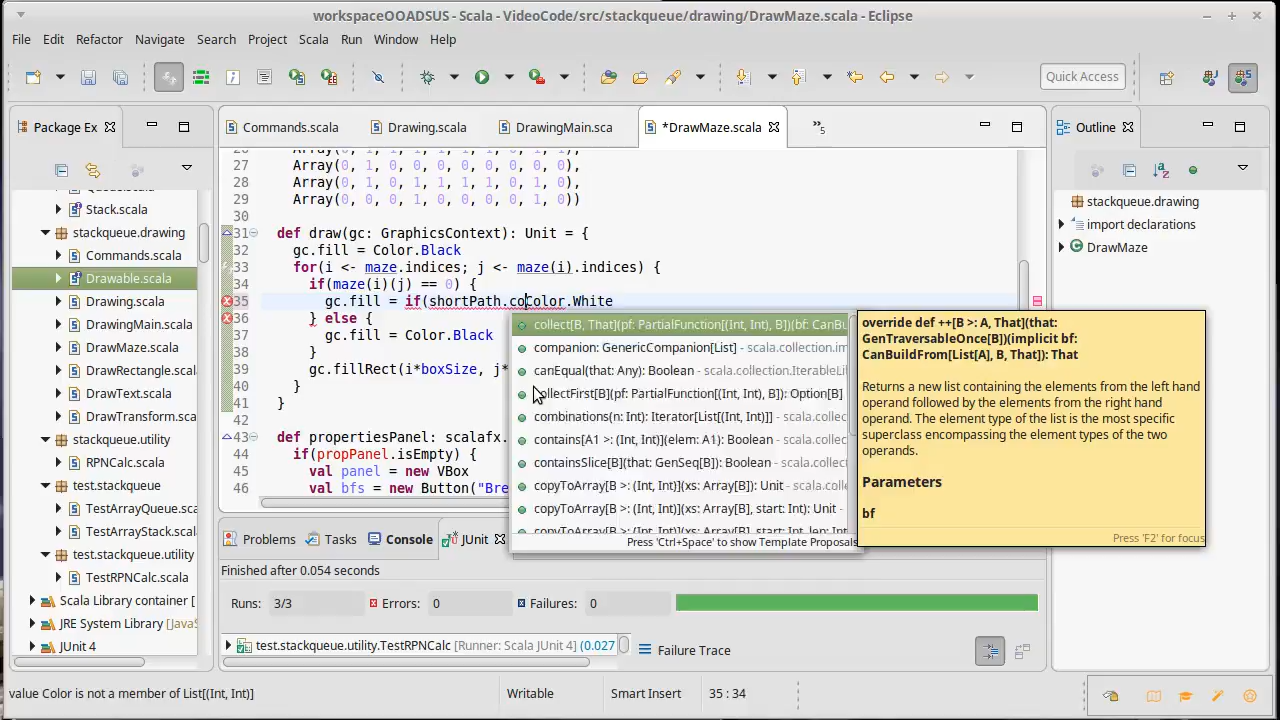 workspaceOOADSUS - Scala - VideoCode/src/stackqueue/drawing/DrawMaze.scala - Eclipse
File Edit Refactor Navigate Search Project Scala Run Window Help
Quick Access
Package Ex
Commands.scala
Drawing.scala
DrawingMain.sca
*DrawMaze.scala
5
Outline
Stack.scala
stackqueue.drawing
Commands.scala
Drawable.scala
Drawing.scala
DrawingMain.sca
DrawMaze.scala
DrawRectangle.sca
DrawText.scala
DrawTransform.sca
stackqueue.utility
RPNCalc.scala
test.stackqueue
TestArrayQueue.sca
TestArrayStack.sca
test.stackqueue.utility
TestRPNCalc.scala
Scala Library container [
JRE System Library [JavaS
JUnit 4
27 Array(0, 1, 0, 0, 0, 0, 0, 0, 0, 0),
28 Array(0, 1, 0, 1, 1, 1, 1, 0, 1, 0),
29 Array(0, 0, 0, 1, 0, 0, 0, 0, 1, 0))
30
31 def draw(gc: GraphicsContext): Unit = {
32 gc.fill = Color.Black
33 for(i <- maze.indices; j <- maze(i).indices) {
34 if(maze(i)(j) == 0) {
35 gc.fill = if(shortPath.coColor.White
36 } else {
37 gc.fill = Color.Black
38 }
39 gc.fillRect(i*boxSize, j*
40 }
41 }
42
43 def propertiesPanel: scalafx.
44 if(propPanel.isEmpty) {
45 val panel = new VBox
46 val bfs = new Button("Bre
collect[B, That](pf: PartialFunction[(Int, Int), B])(bf: CanBu
companion: GenericCompanion[List] - scala.collection.im
canEqual(that: Any): Boolean - scala.collection.IterableLi
collectFirst[B](pf: PartialFunction[(Int, Int), B]): Option[B]
combinations(n: Int): Iterator[List[(Int, Int)]] - scala.collec
contains[A1 >: (Int, Int)](elem: A1): Boolean - scala.collec
containsSlice[B](that: GenSeq[B]): Boolean - scala.collec
copyToArray[B >: (Int, Int)](xs: Array[B]): Unit - scala.colle
copyToArray[B >: (Int, Int)](xs: Array[B], start: Int): Unit -
copyToArray[B >: (Int, Int)](xs: Array[B], start: Int, len: Int
Press 'Ctrl+Space' to show Template Proposals
override def ++[B >: A, That](that:
GenTraversableOnce[B])(implicit bf:
CanBuildFrom[List[A], B, That]): That
Returns a new list containing the elements from the left hand
operand followed by the elements from the right hand
operand. The element type of the list is the most specific
superclass encompassing the element types of the two
operands.
Parameters
bf
Press 'F2' for focus
stackqueue.drawing
import declarations
DrawMaze
Problems
Tasks
Console
JUnit
Finished after 0.054 seconds
Runs: 3/3
Errors: 0
Failures: 0
test.stackqueue.utility.TestRPNCalc [Runner: Scala JUnit 4] (0.027
Failure Trace
value Color is not a member of List[(Int, Int)]
Writable
Smart Insert
35 : 34